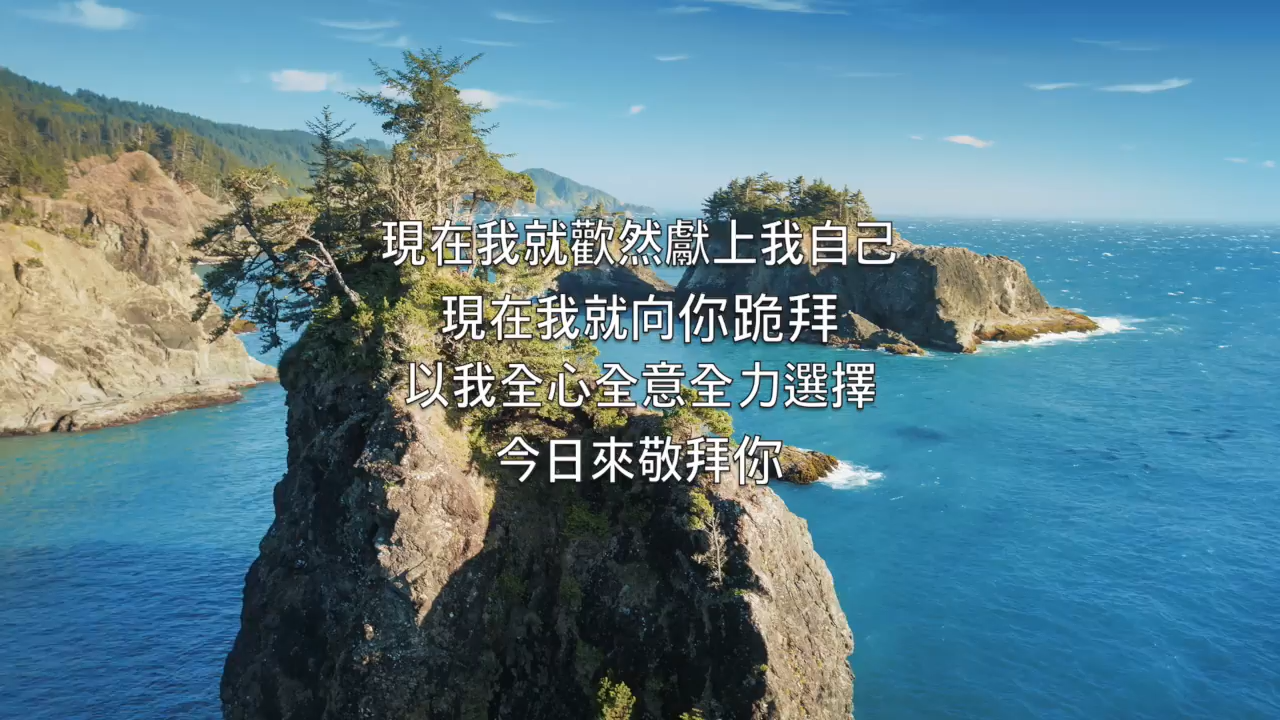 現在我就歡然獻上我自己
現在我就向你跪拜
以我全心全意全力選擇
今日來敬拜你